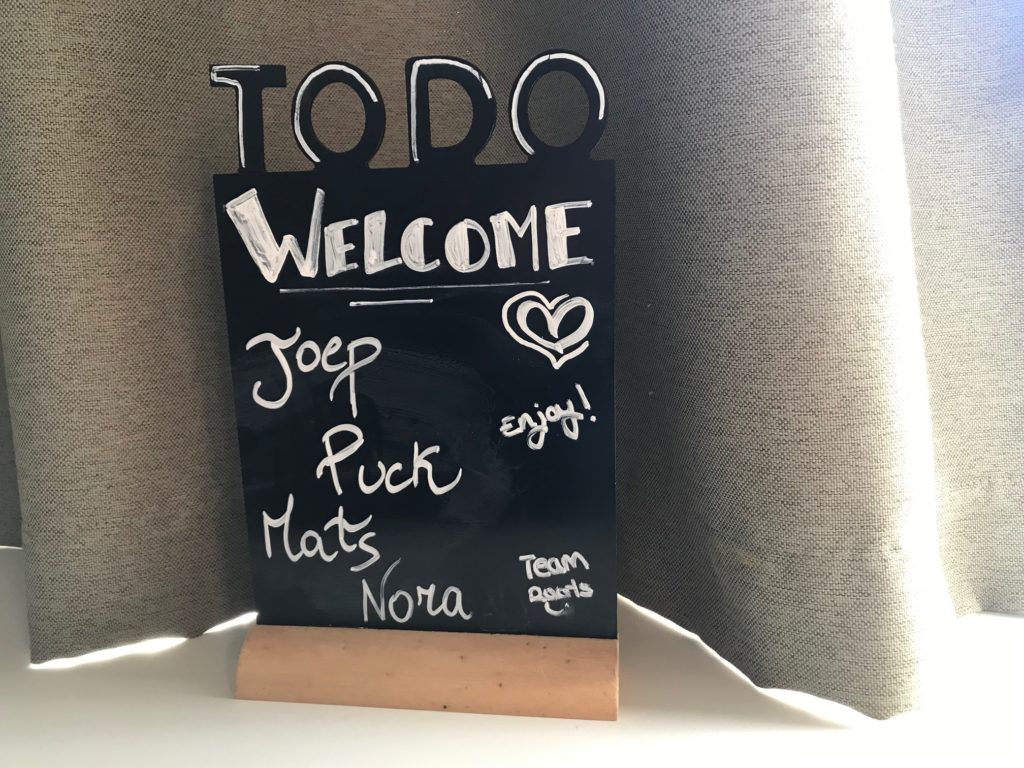 TODO
WELCOME
Joep
Enjoy!
Puck
Mats
Nora
Team